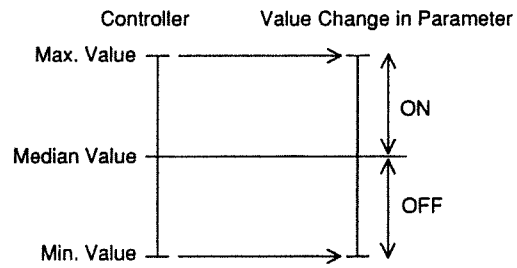 Controller Value Change in Parameter
Max. Value
ON
Median Value
OFF
Min. Value